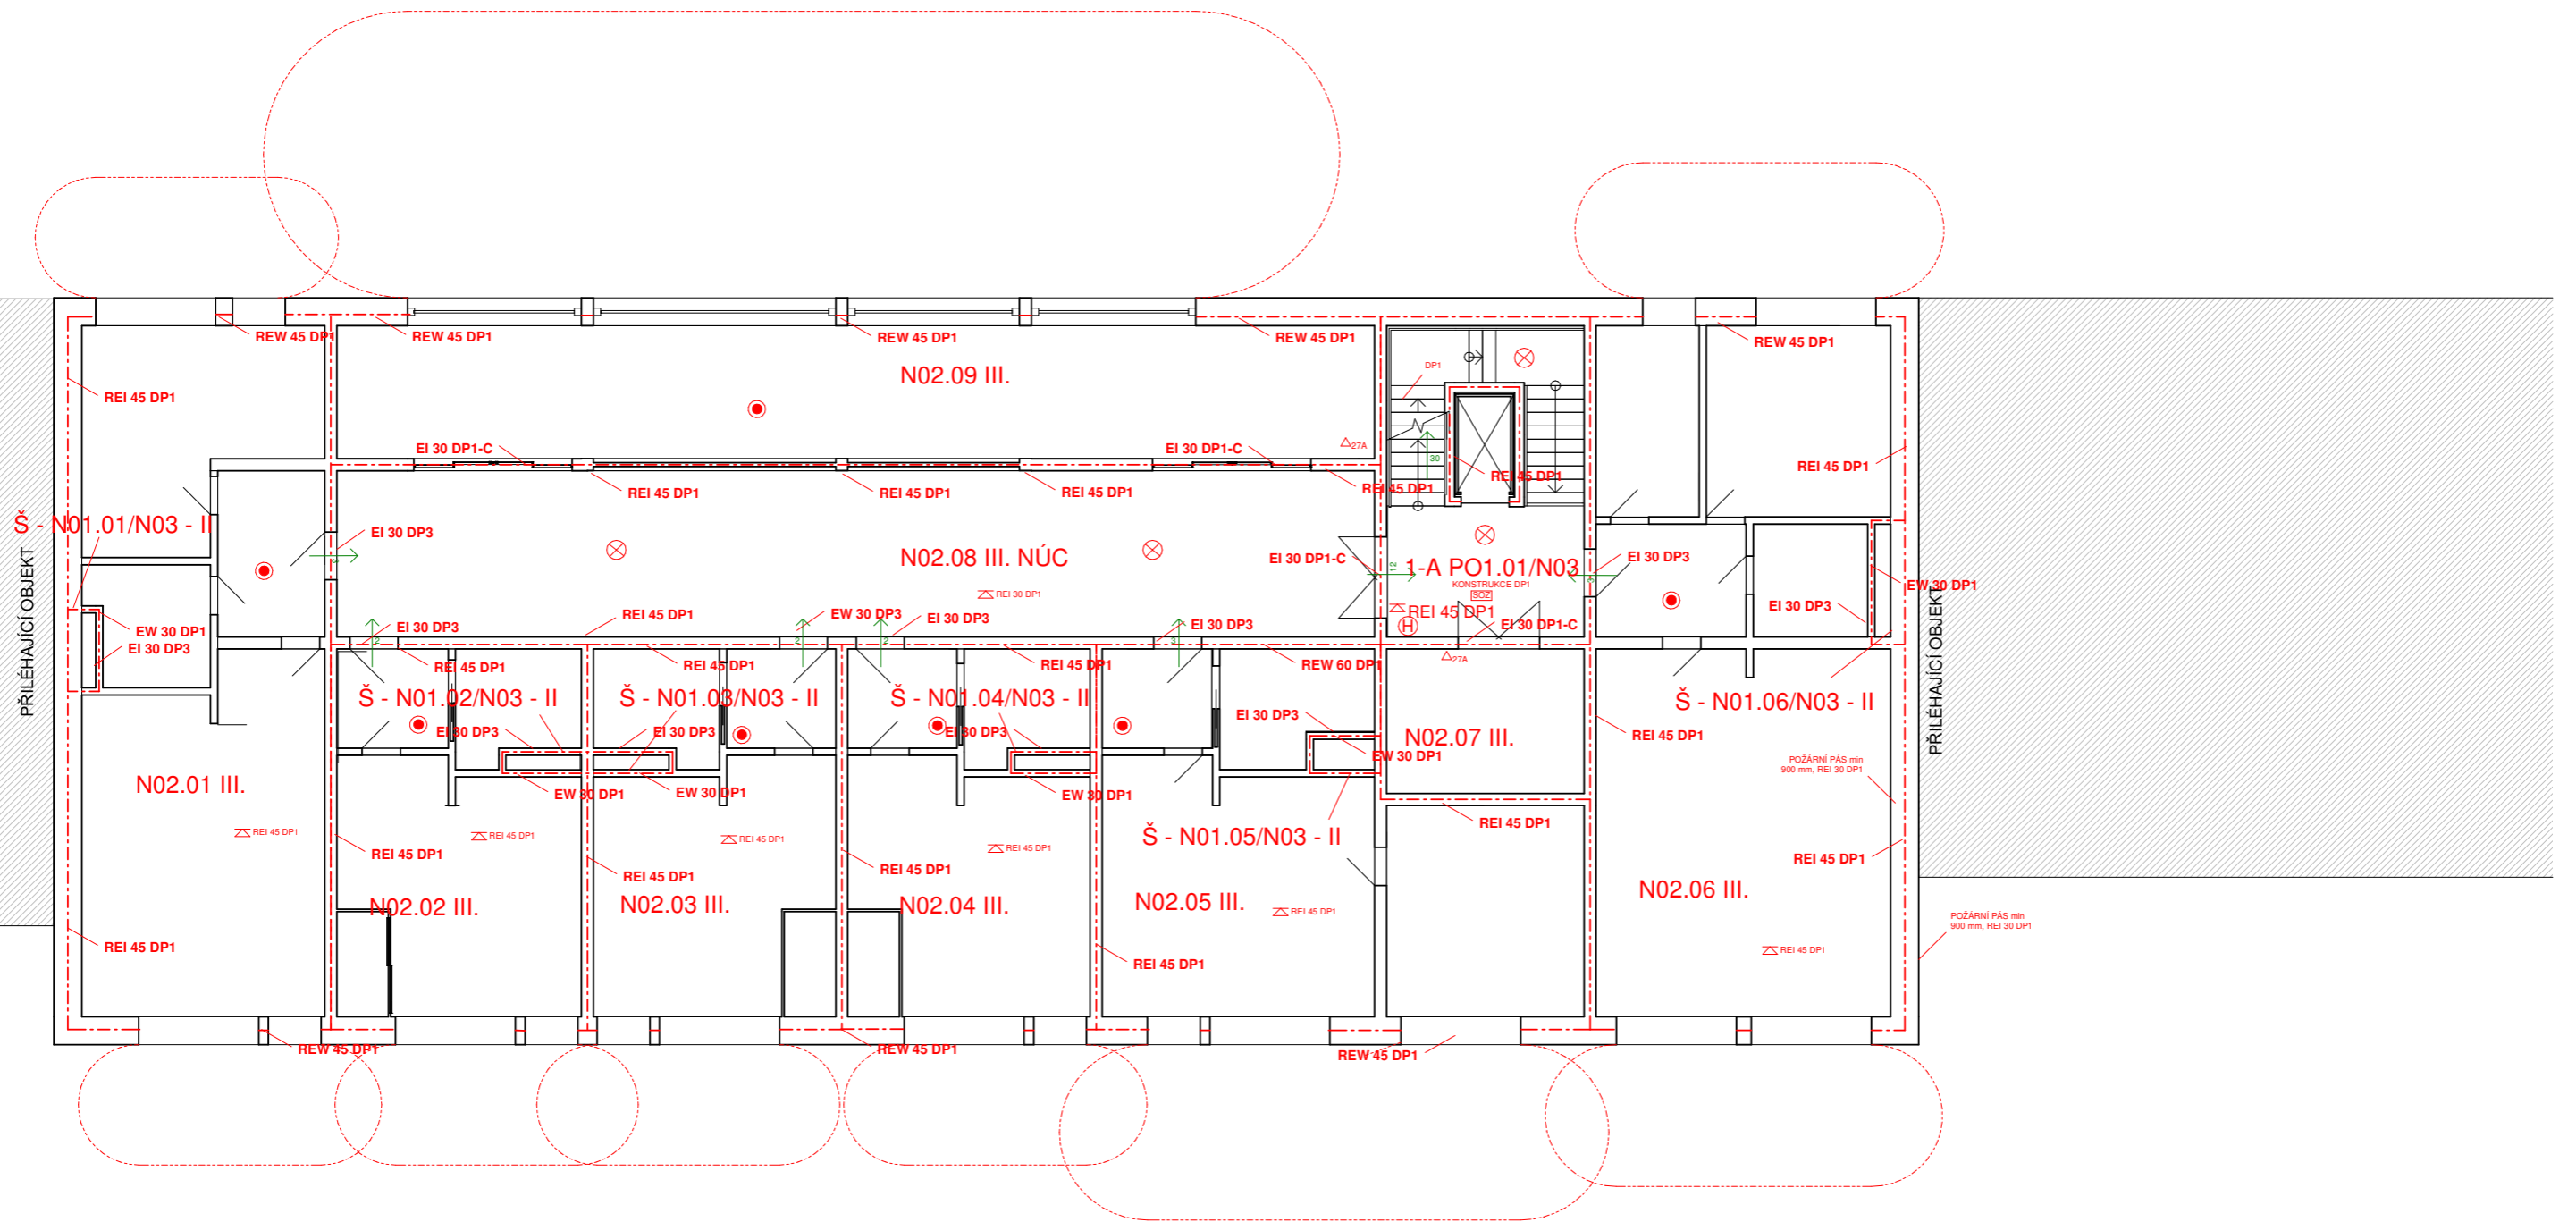 REW 45 DP1
REW 45 DP1
REW 45 DP1
REW 45 DP1
REW 45 DP1
DP1
N02.09 III.
REI 45 DP1
EI 30 DP1-C
EI 30 DP1-C
27A
30
REI 45 DP1
REI 45 DP1
REI 45 DP1
REI 45 DP1
REI 45 DP1
REI 45 DP1
REI 45 DP1
Š - N01.01/N03 - II
EI 30 DP3
N02.08 III. NÚC
EI 30 DP1-C
12
1-A PO1.01/N03
KONSTRUKCE DP1
SOZ
EI 30 DP3
EW 30 DP1
REI 30 DP1
REI 45 DP1
EI 30 DP3
PŘILÉHAJÍCÍ OBJEKT
PŘILÉHAJÍCÍ OBJEKT
EW 30 DP1
EI 30 DP3
EI 30 DP3
REI 45 DP1
EW 30 DP3
EI 30 DP3
EI 30 DP3
H
EI 30 DP1-C
2
2
2
3
REI 45 DP1
REI 45 DP1
REI 45 DP1
REW 60 DP1
27A
Š - N01.02/N03 - II
Š - N01.03/N03 - II
Š - N01.04/N03 - II
Š - N01.06/N03 - II
EI 30 DP3
EI 30 DP3
EI 30 DP3
EI 30 DP3
N02.07 III.
REI 45 DP1
EW 30 DP1
POŽÁRNÍ PÁS min
900 mm, REI 30 DP1
N02.01 III.
EW 30 DP1
EW 30 DP1
EW 30 DP1
REI 45 DP1
REI 45 DP1
REI 45 DP1
REI 45 DP1
REI 45 DP1
Š - N01.05/N03 - II
REI 45 DP1
REI 45 DP1
REI 45 DP1
REI 45 DP1
REI 45 DP1
N02.02 III.
N02.03 III.
N02.04 III.
N02.05 III.
REI 45 DP1
N02.06 III.
POŽÁRNÍ PÁS min
900 mm, REI 30 DP1
REI 45 DP1
REI 45 DP1
REI 45 DP1
REW 45 DP1
REW 45 DP1
REW 45 DP1